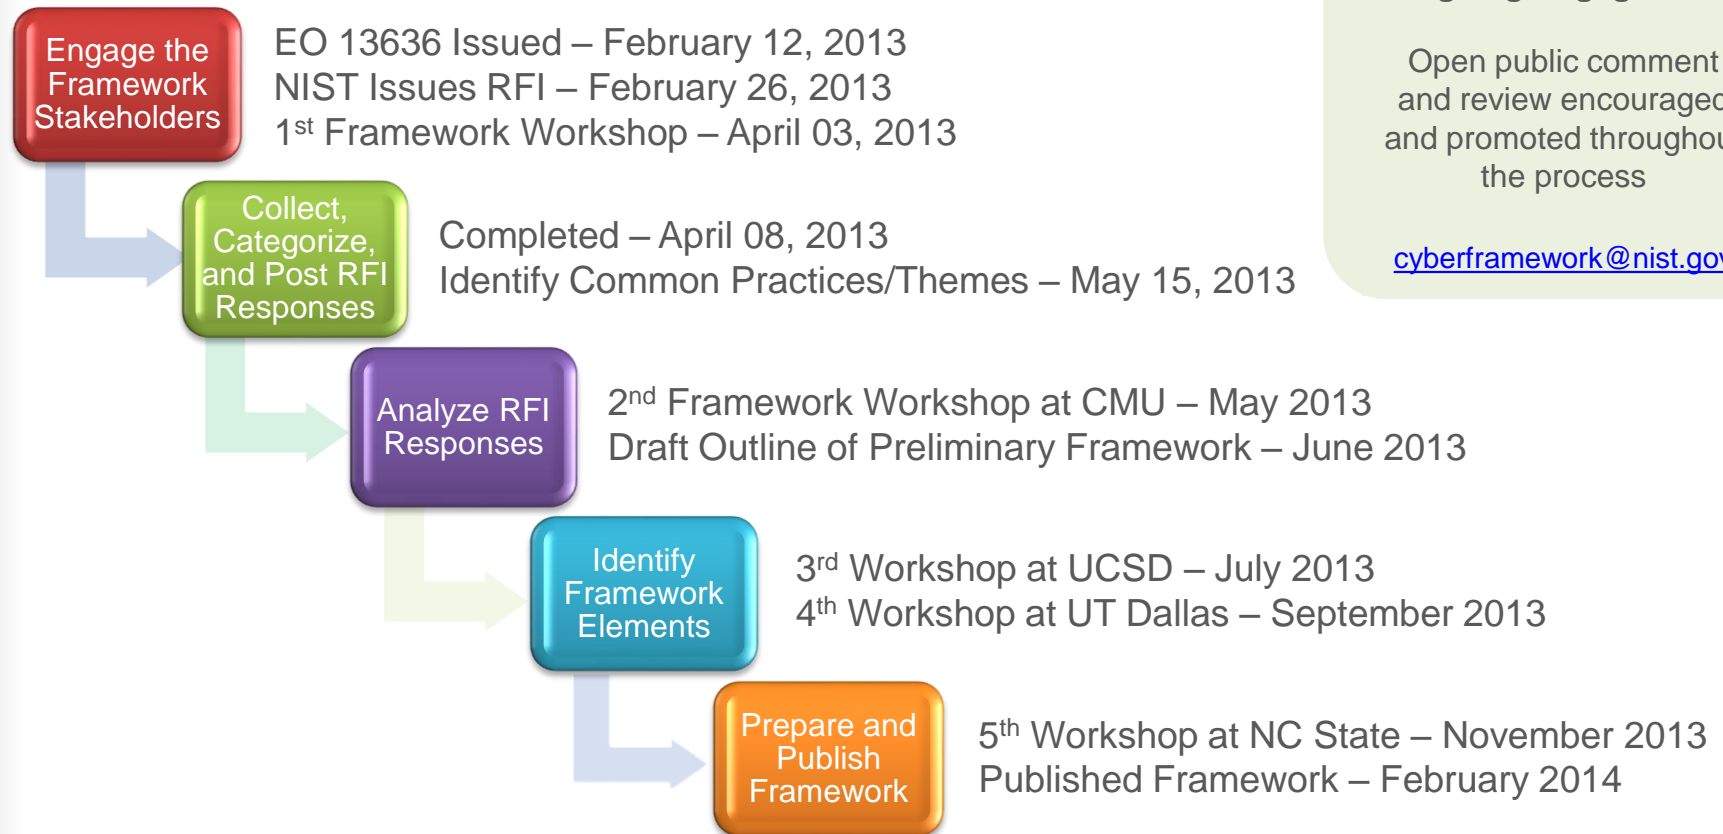 Engage the
Framework
Stakeholders
EO 13636 Issued – February 12, 2013
NIST Issues RFI – February 26, 2013
1st Framework Workshop – April 03, 2013
Open public comment
and review encouraged
and promoted throughou
the process
cyberframework@nist.gov
Collect,
Categorize,
and Post RFI
Responses
Completed – April 08, 2013
Identify Common Practices/Themes – May 15, 2013
Analyze RFI
Responses
2nd Framework Workshop at CMU – May 2013
Draft Outline of Preliminary Framework – June 2013
Identify
Framework
Elements
3rd Workshop at UCSD – July 2013
4th Workshop at UT Dallas – September 2013
Prepare and
Publish
Framework
5th Workshop at NC State – November 2013
Published Framework – February 2014